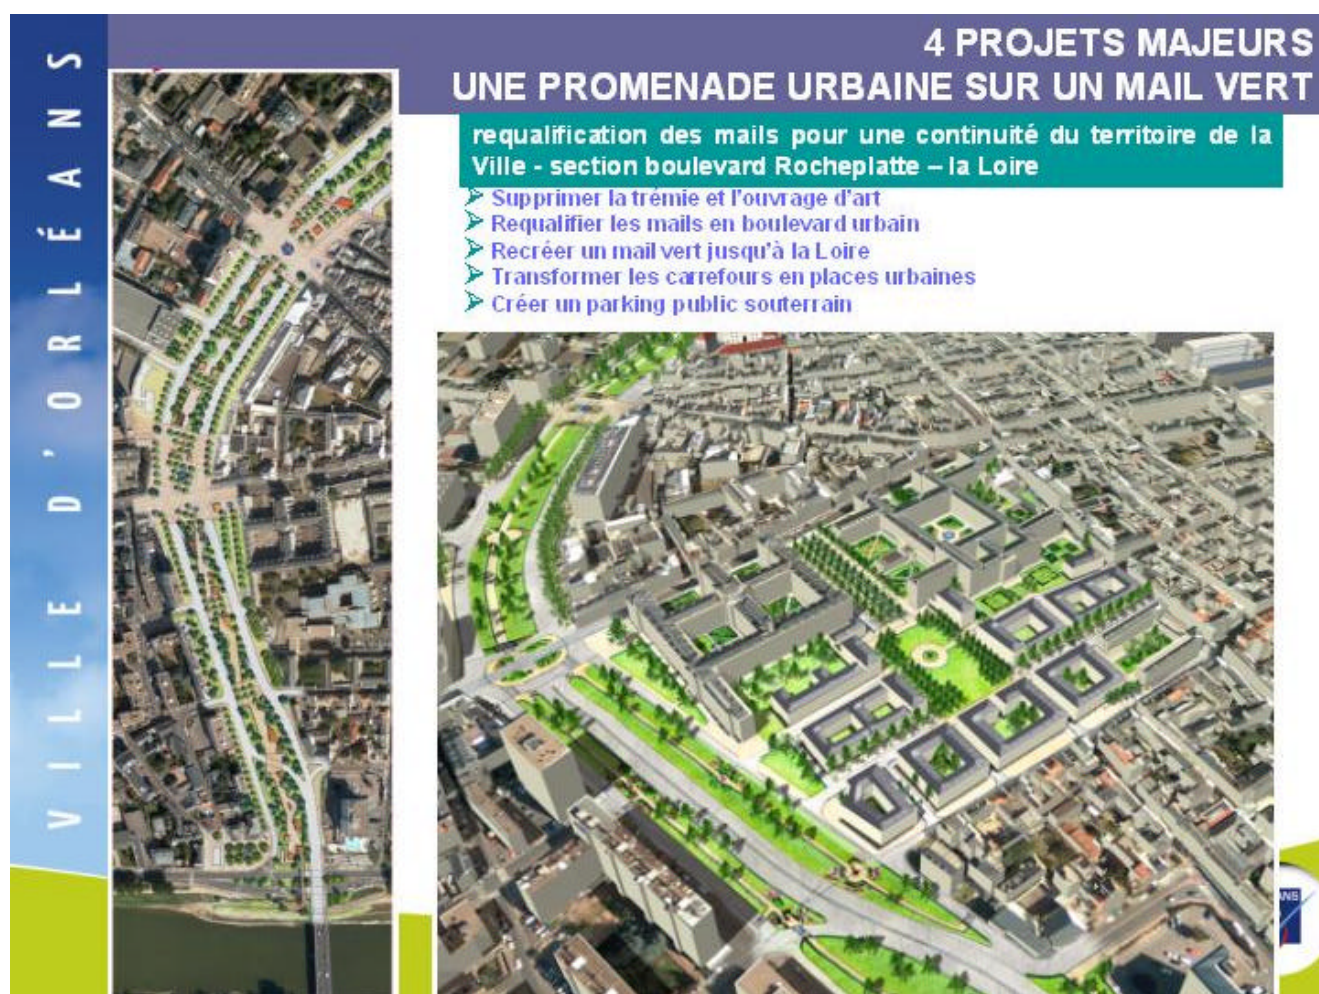 VILLE D'ORLÉANS
4 PROJETS MAJEURS
UNE PROMENADE URBAINE SUR UN MAIL VERT
requalification des mails pour une continuité du territoire de la
Ville - section boulevard Rocheplatte – la Loire
Supprimer la trémie et l'ouvrage d'art
Requalifier les mails en boulevard urbain
Recréer un mail vert jusqu'à la Loire
Transformer les carrefours en places urbaines
Créer un parking public souterrain